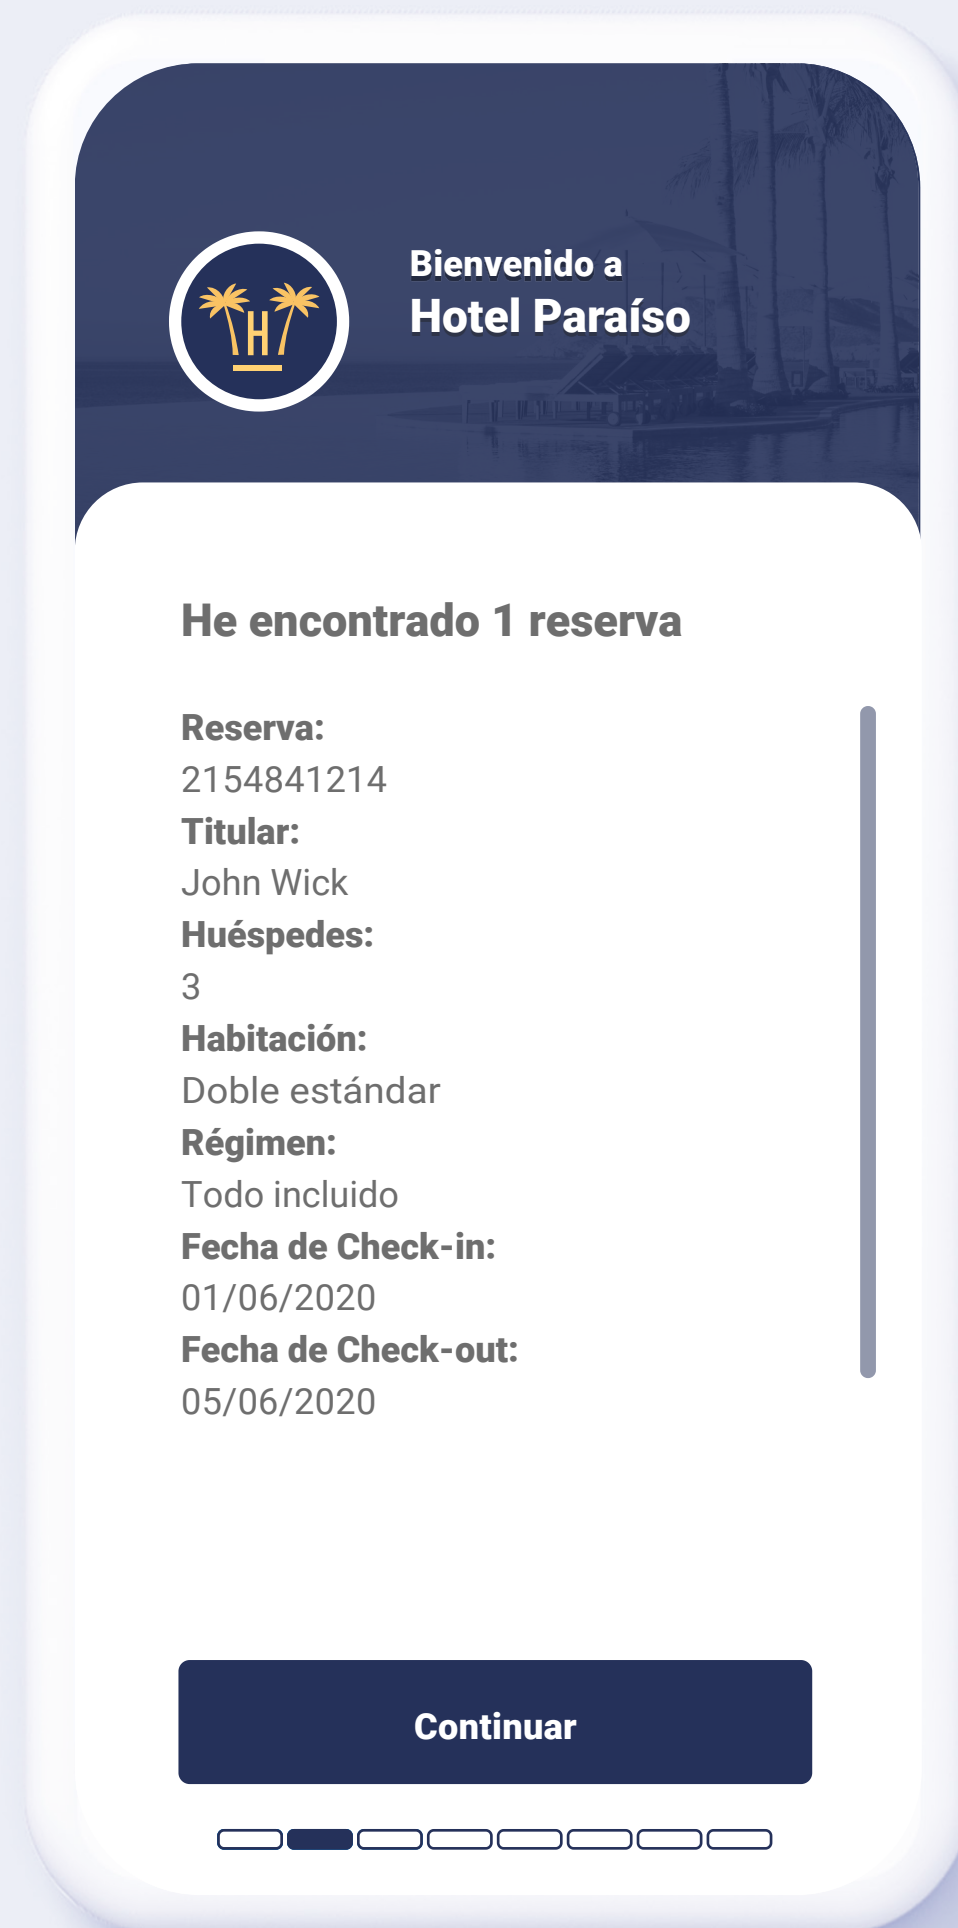 H
Bienvenido a
Hotel Paraíso
He encontrado 1 reserva
Reserva:
2154841214
Titular:
John Wick
Huéspedes:
3
Habitación:
Doble estándar
Régimen:
Todo incluido
Fecha de Check-in:
01/06/2020
Fecha de Check-out:
05/06/2020
Continuar